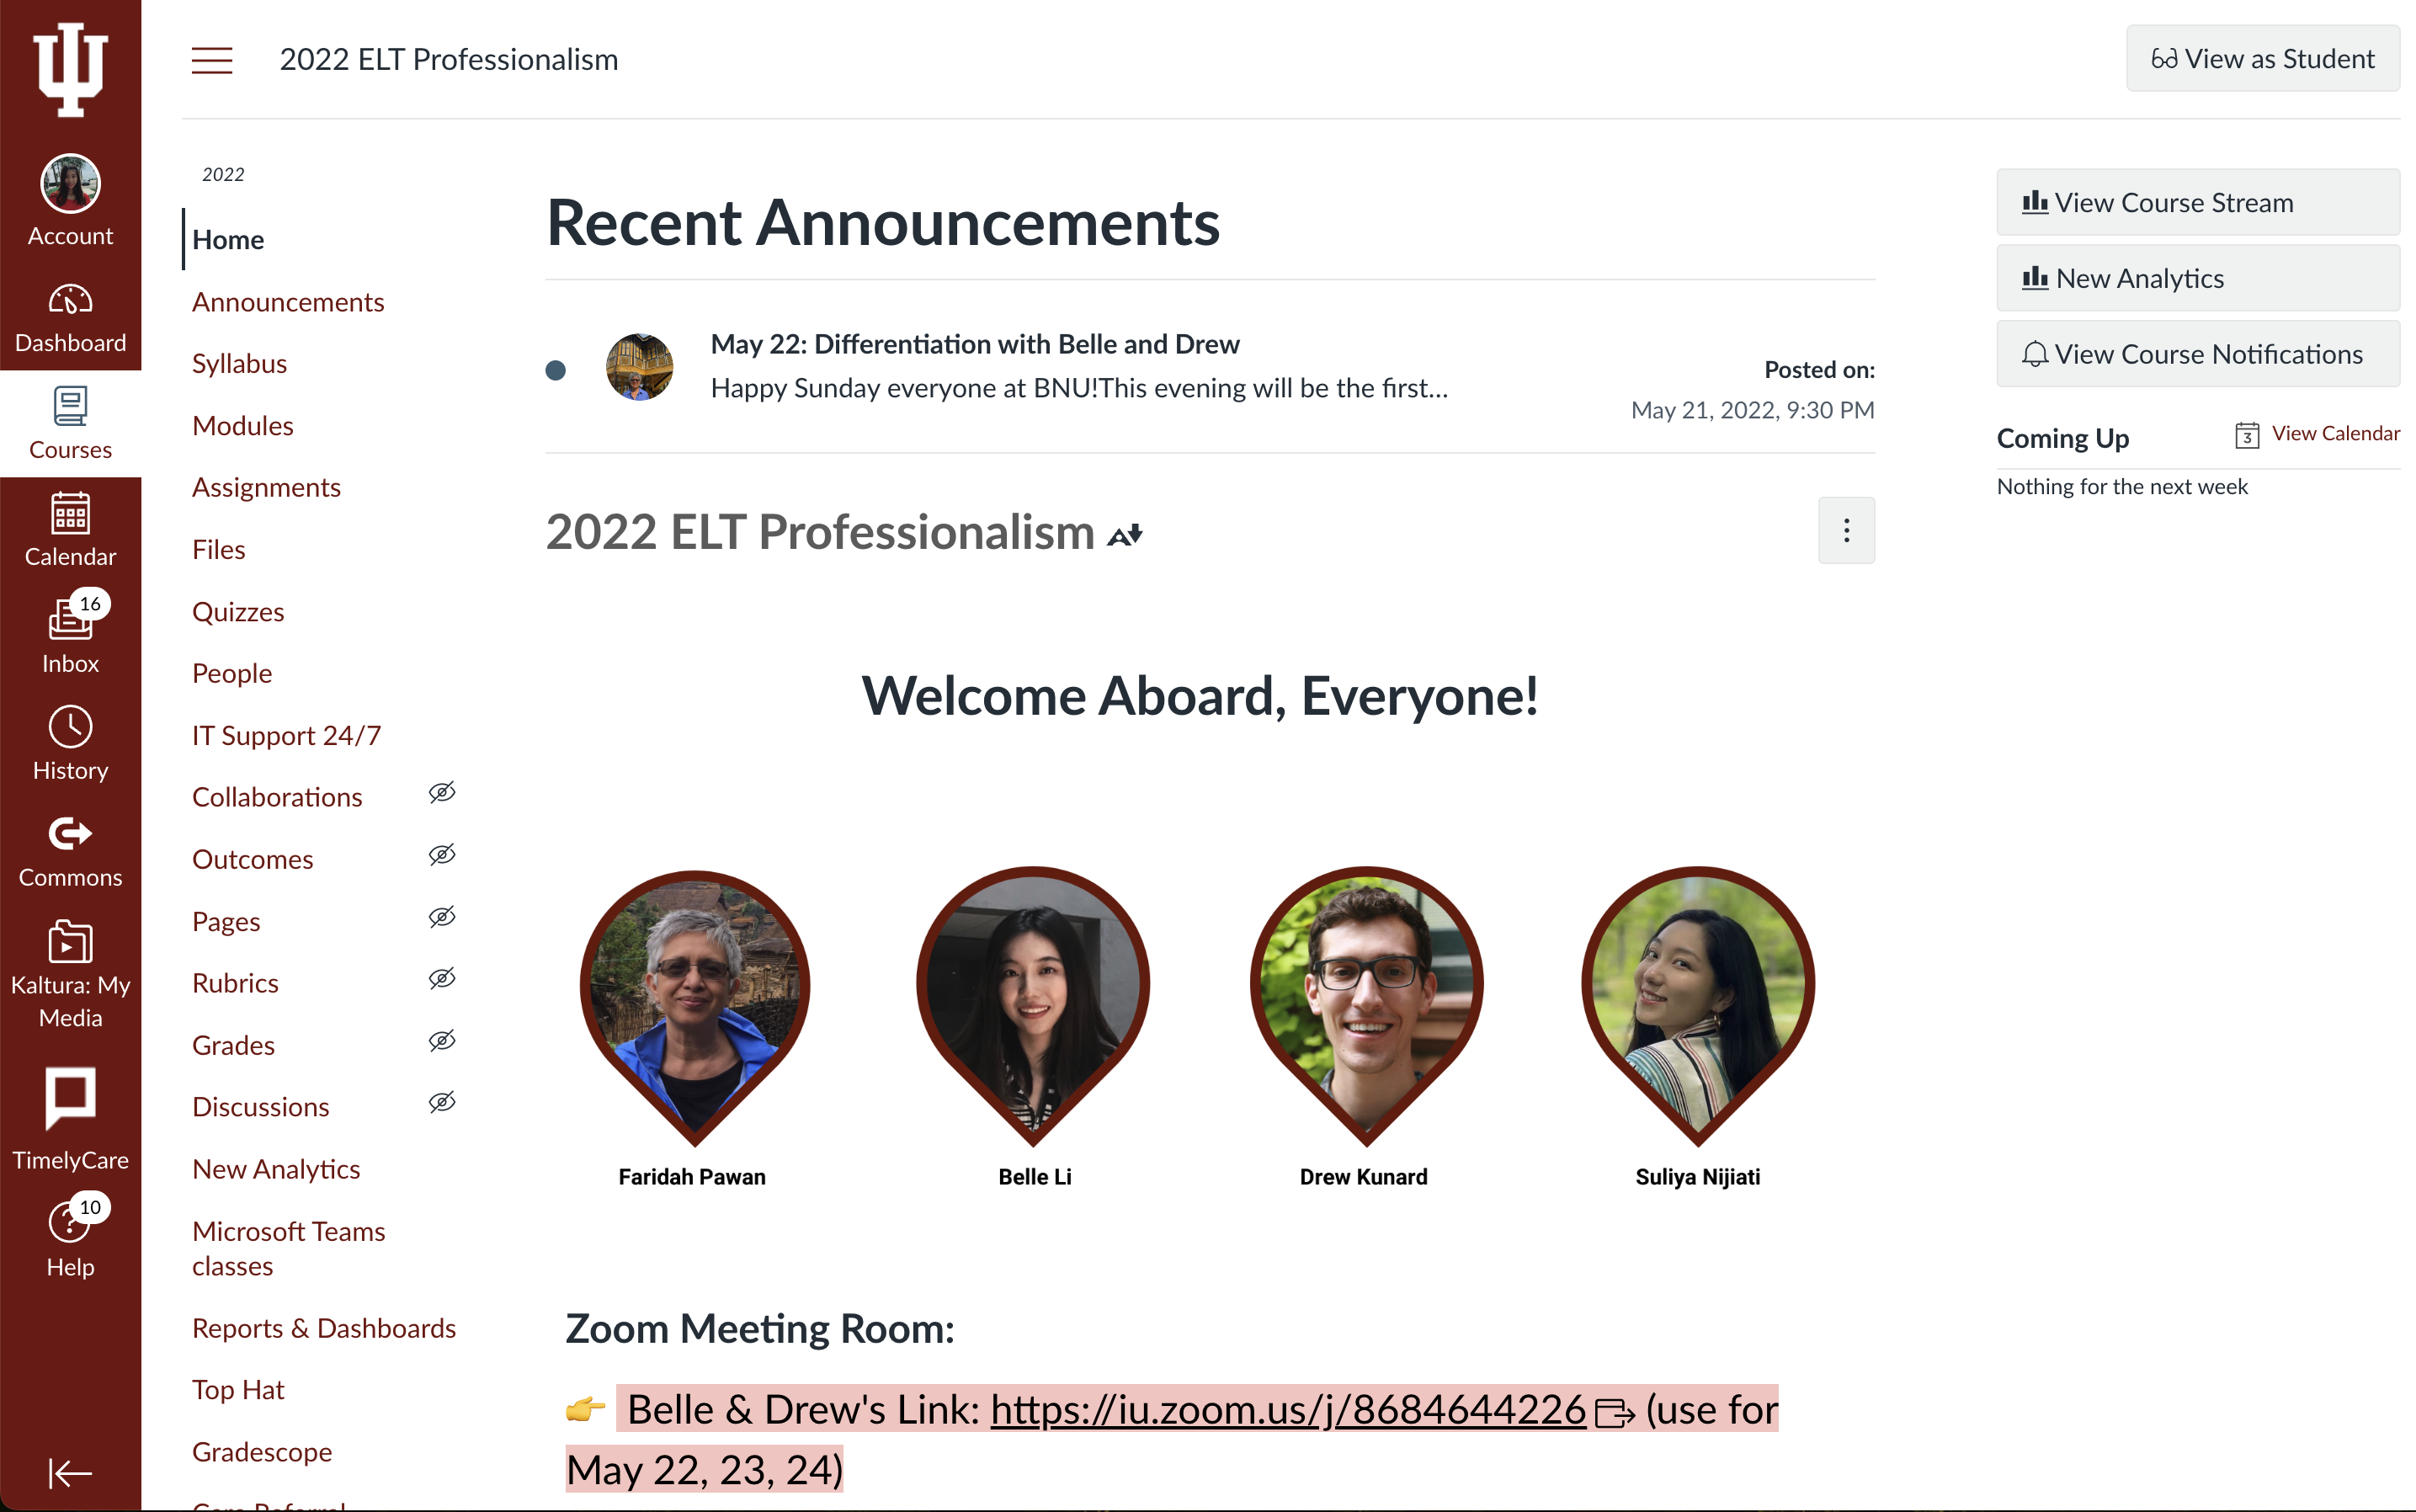 2022 ELT Professionalism
View as Student
Account
Dashboard
Courses
Calendar
16
Inbox
History
Commons
Kaltura: My
Media
TimelyCare
10
Help
2022
Home
Announcements
Syllabus
Modules
Assignments
Files
Quizzes
People
IT Support 24/7
Collaborations
Outcomes
Pages
Rubrics
Grades
Discussions
New Analytics
Microsoft Teams
classes
Reports & Dashboards
Top Hat
Gradescope
Recent Announcements
May 22: Differentiation with Belle and Drew
Happy Sunday everyone at BNU!This evening will be the first...
Posted on:
May 21, 2022, 9:30 PM
2022 ELT Professionalism
Welcome Aboard, Everyone!
Faridah Pawan
Belle Li
Drew Kunard
Suliya Nijiati
Zoom Meeting Room:
👉 Belle & Drew's Link: https://iu.zoom.us/j/8684644226 (use for
May 22, 23, 24)
View Course Stream
New Analytics
View Course Notifications
Coming Up
3
View Calendar
Nothing for the next week